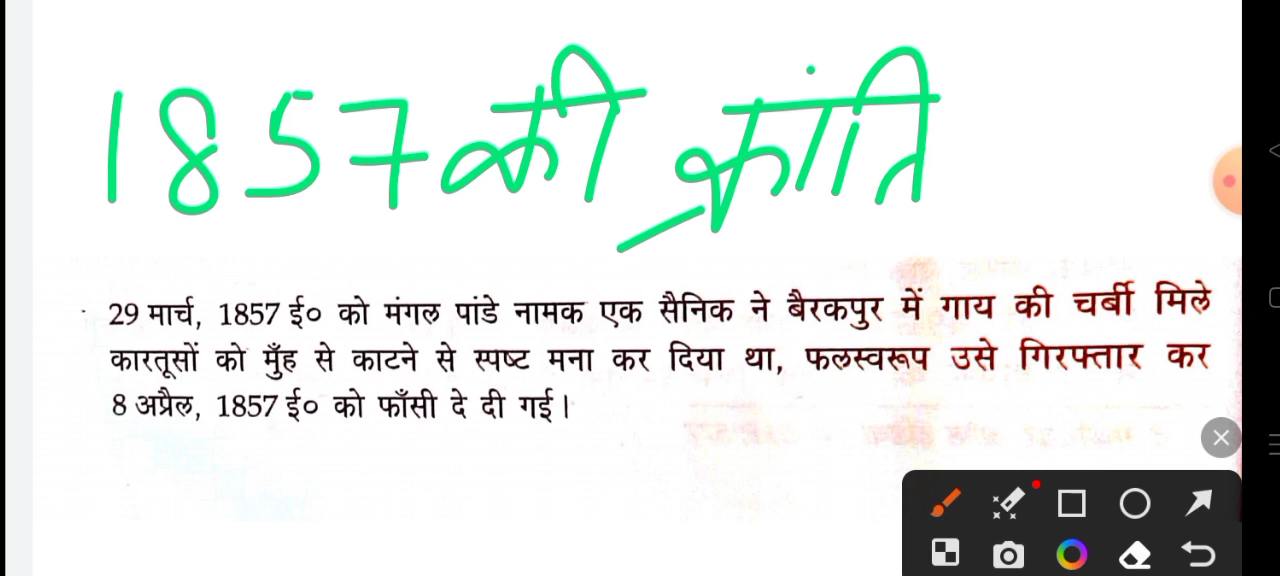 1857 की क्रांति
29 मार्च, 1857 ई० को मंगल पांडे नामक एक सैनिक ने बैरकपुर में गाय की चर्बी मिले
कारतूसों को मुँह से काटने से स्पष्ट मना कर दिया था, फलस्वरूप उसे गिरफ्तार कर
8 अप्रैल, 1857 ई० को फाँसी दे दी गई।